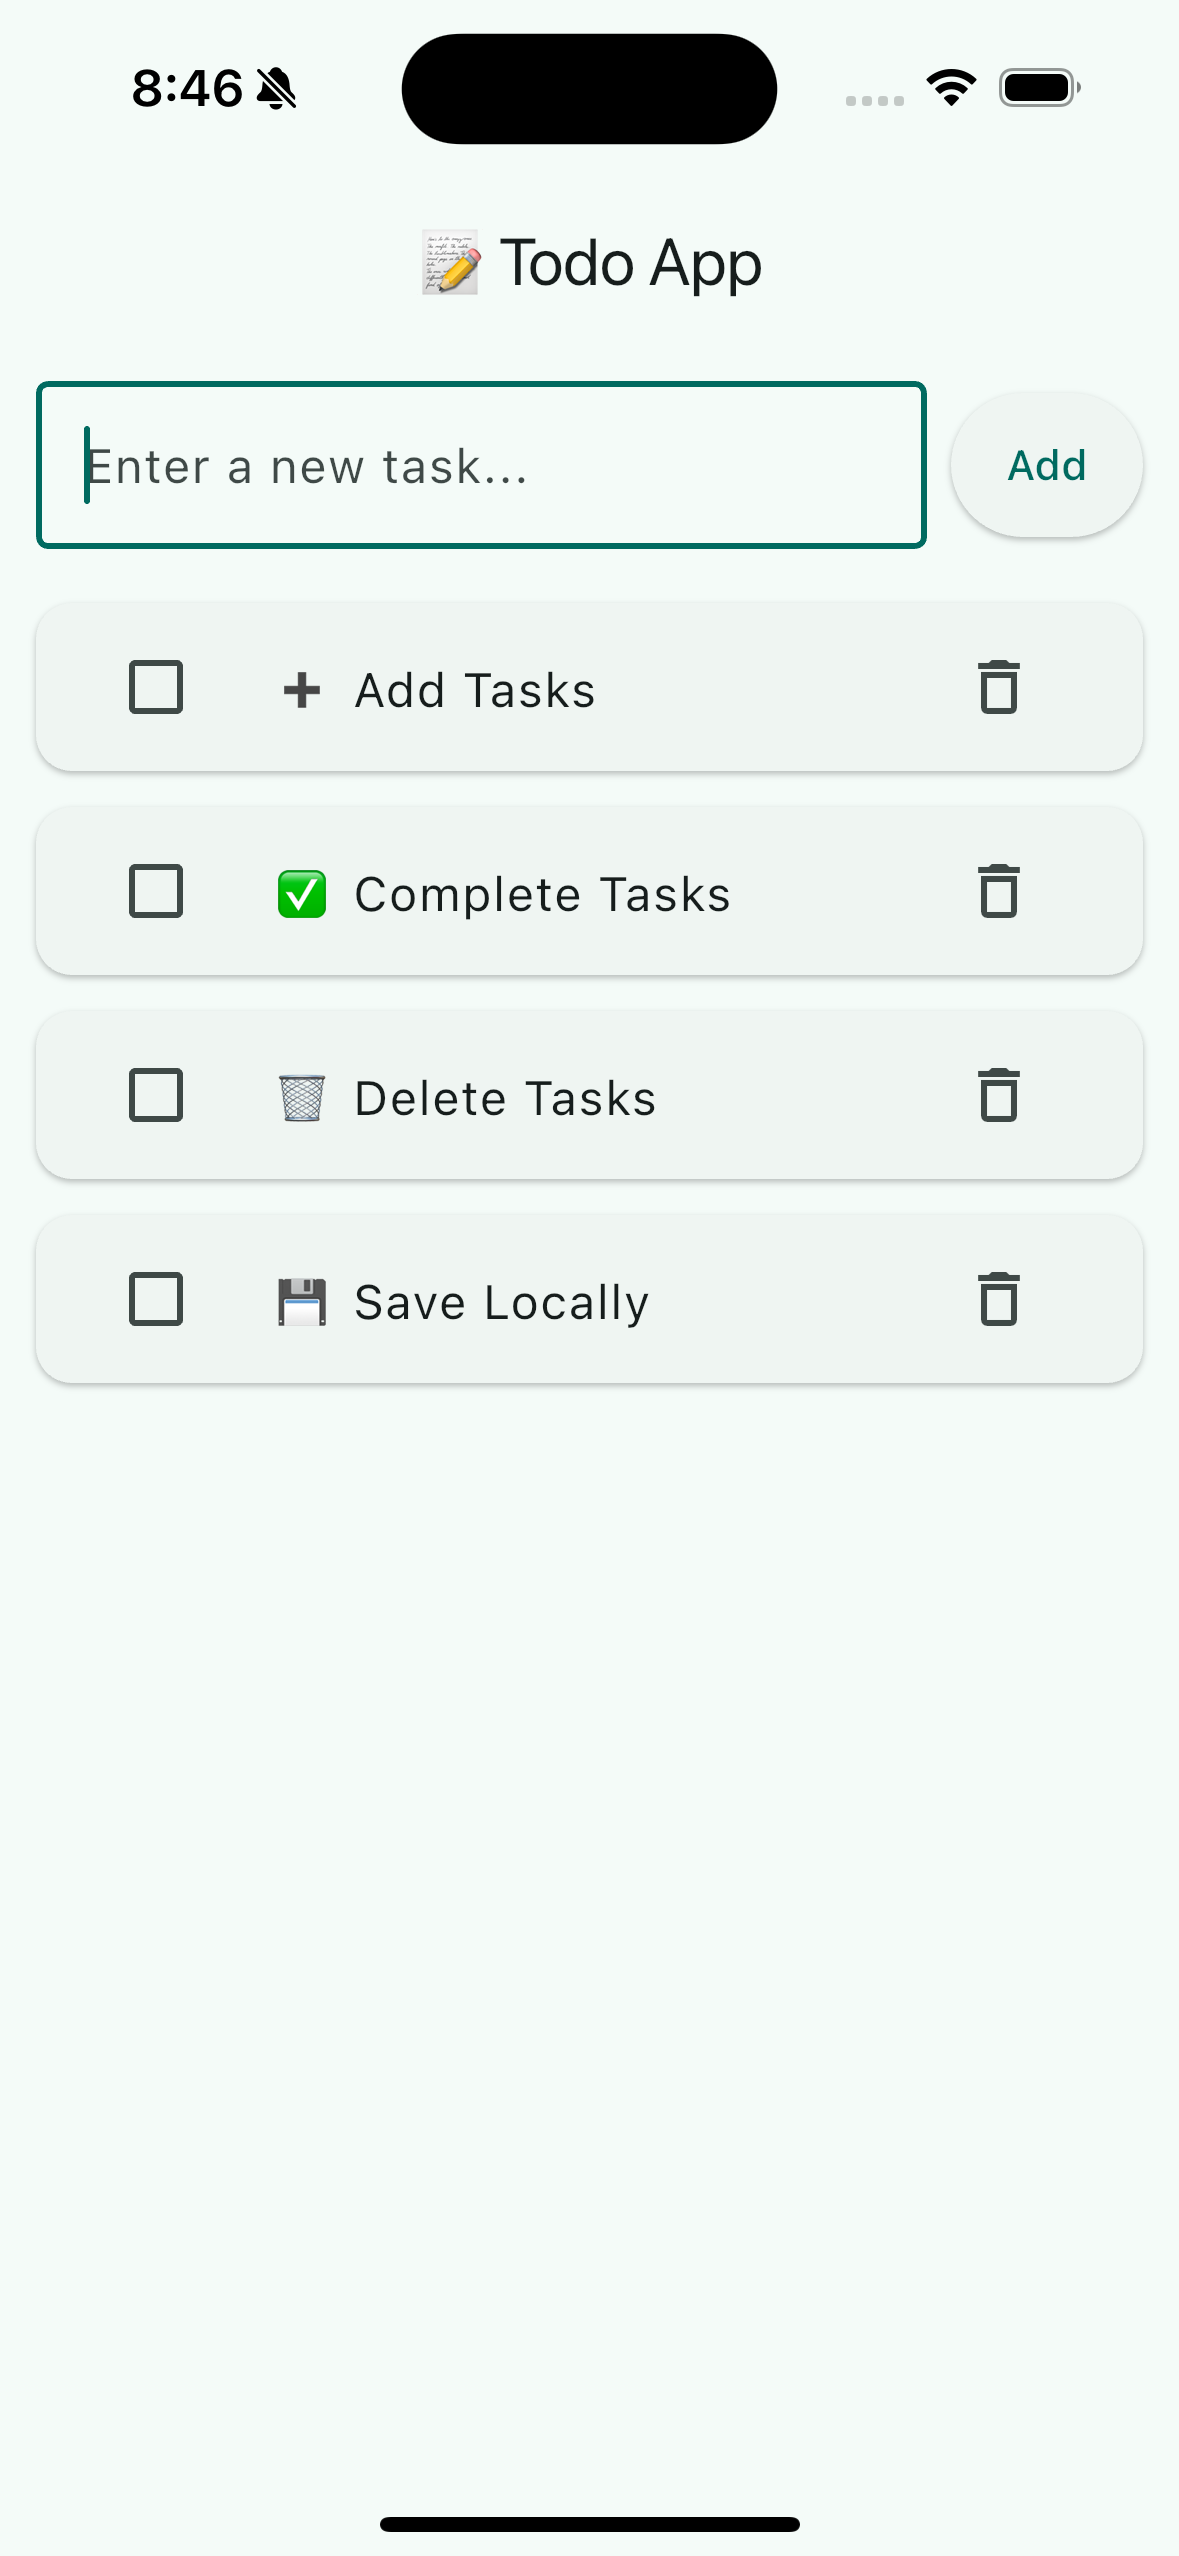 8:46
📝 Todo App
Enter a new task...
Add
➕ Add Tasks
✅ Complete Tasks
🗑️ Delete Tasks
💾 Save Locally